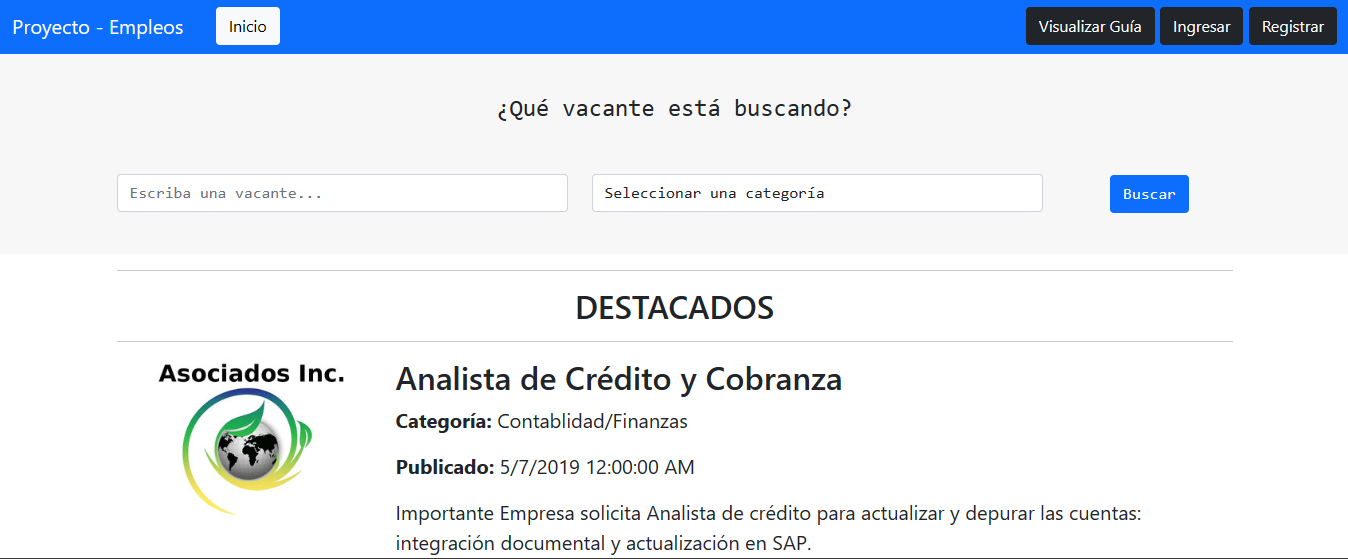 Proyecto - Empleos Inicio Visualizar Guía Ingresar Registrar
¿Qué vacante está buscando?
Escriba una vacante... Seleccionar una categoría Buscar
DESTACADOS
Asociados Inc.
Analista de Crédito y Cobranza
Categoría: Contablidad/Finanzas
Publicado: 5/7/2019 12:00:00 AM
Importante Empresa solicita Analista de crédito para actualizar y depurar las cuentas:
integración documental y actualización en SAP.